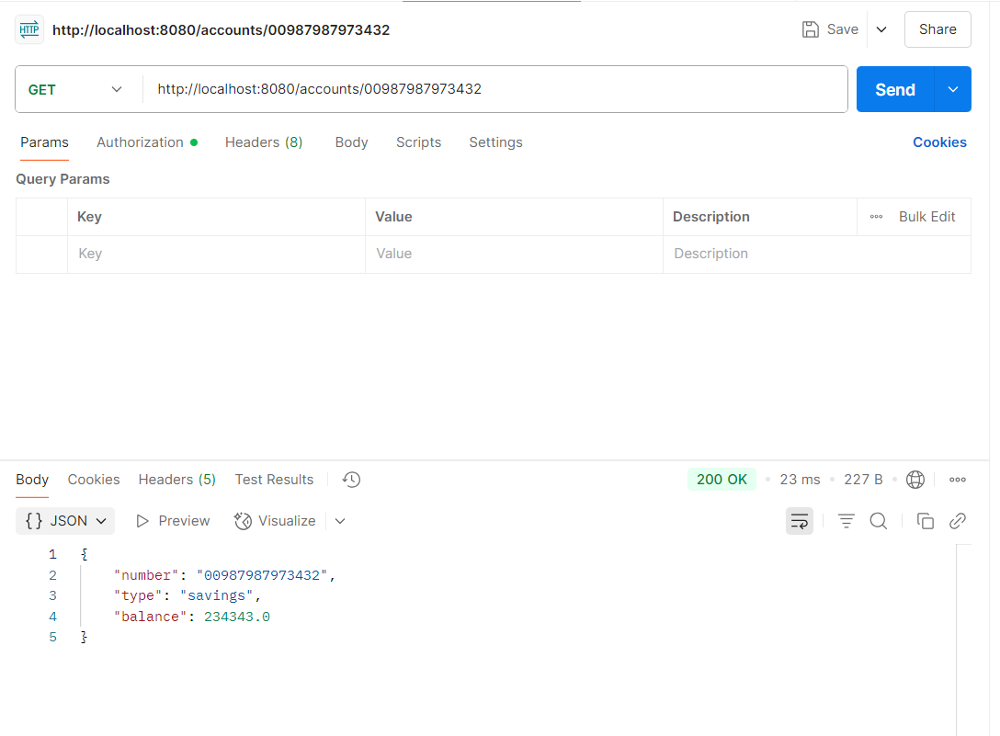 HTTP http://localhost:8080/accounts/00987987973432 Save Share
GET http://localhost:8080/accounts/00987987973432 Send
Params Authorization Headers (8) Body Scripts Settings Cookies
Query Params
Key Value Description Bulk Edit
Key Value Description
Body Cookies Headers (5) Test Results 200 OK 23 ms 227 B
{} JSON Preview Visualize
1 {
2 "number": "00987987973432",
3 "type": "savings",
4 "balance": 234343.0
5 }